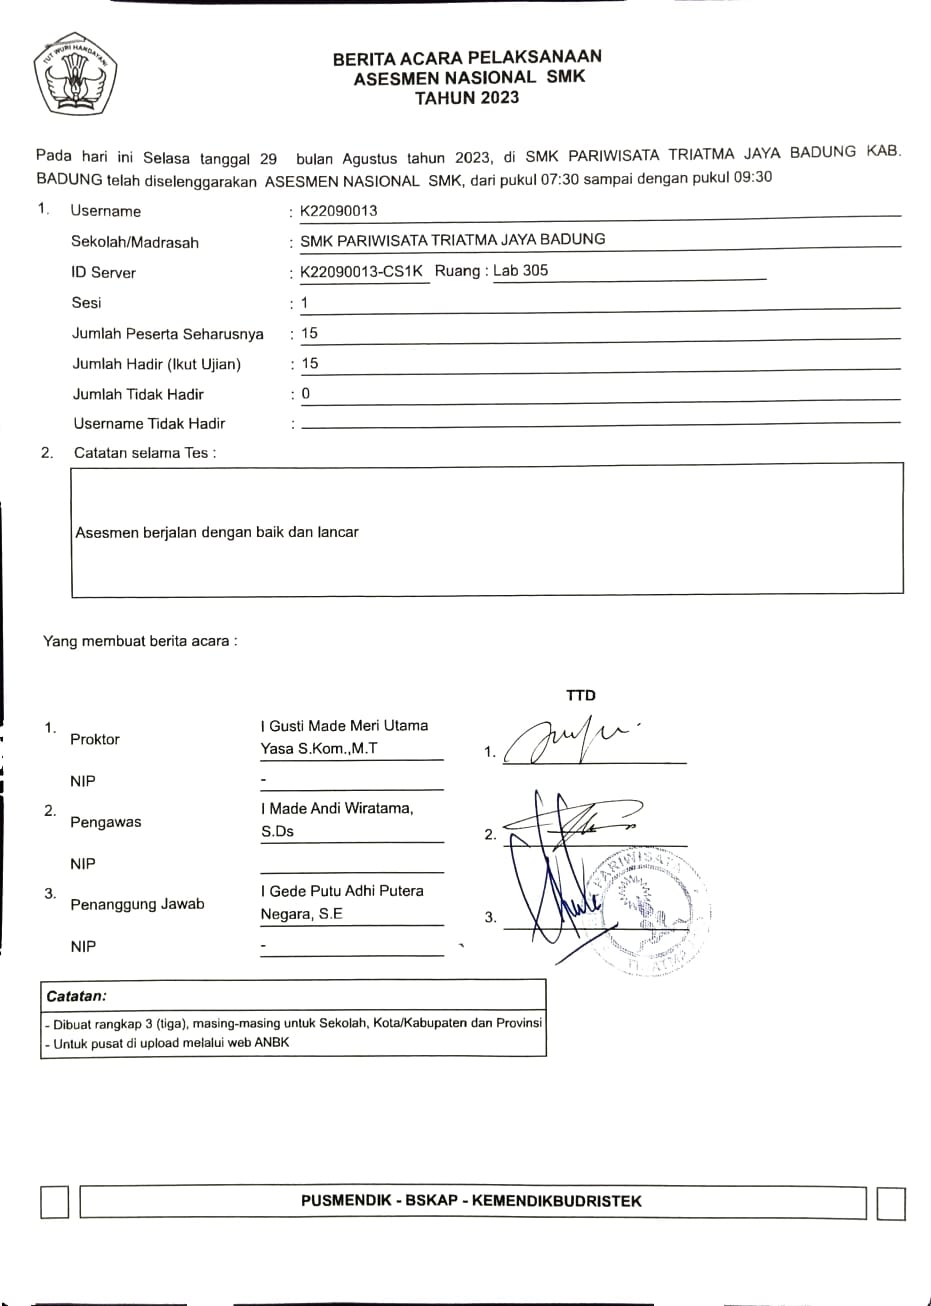 TUT WURI HANDAYANI
BERITA ACARA PELAKSANAAN
ASESMEN NASIONAL SMK
TAHUN 2023
Pada hari ini Selasa tanggal 29 bulan Agustus tahun 2023, di SMK PARIWISATA TRIATMA JAYA BADUNG KAB.
BADUNG telah diselenggarakan ASESMEN NASIONAL SMK, dari pukul 07:30 sampai dengan pukul 09:30
1. Username : K22090013
Sekolah/Madrasah : SMK PARIWISATA TRIATMA JAYA BADUNG
ID Server : K22090013-CS1K Ruang : Lab 305
Sesi : 1
Jumlah Peserta Seharusnya : 15
Jumlah Hadir (Ikut Ujian) : 15
Jumlah Tidak Hadir : 0
Username Tidak Hadir :
2. Catatan selama Tes :
Asesmen berjalan dengan baik dan lancar
Yang membuat berita acara :
TTD
1. Proktor I Gusti Made Meri Utama
Yasa S.Kom.,M.T 1.
NIP -
2. Pengawas I Made Andi Wiratama,
S.Ds 2.
NIP
3. Penanggung Jawab I Gede Putu Adhi Putera
Negara, S.E 3.
NIP -
PARIWISATA
Catatan:
- Dibuat rangkap 3 (tiga), masing-masing untuk Sekolah, Kota/Kabupaten dan Provinsi
- Untuk pusat di upload melalui web ANBK
PUSMENDIK - BSKAP - KEMENDIKBUDRISTEK